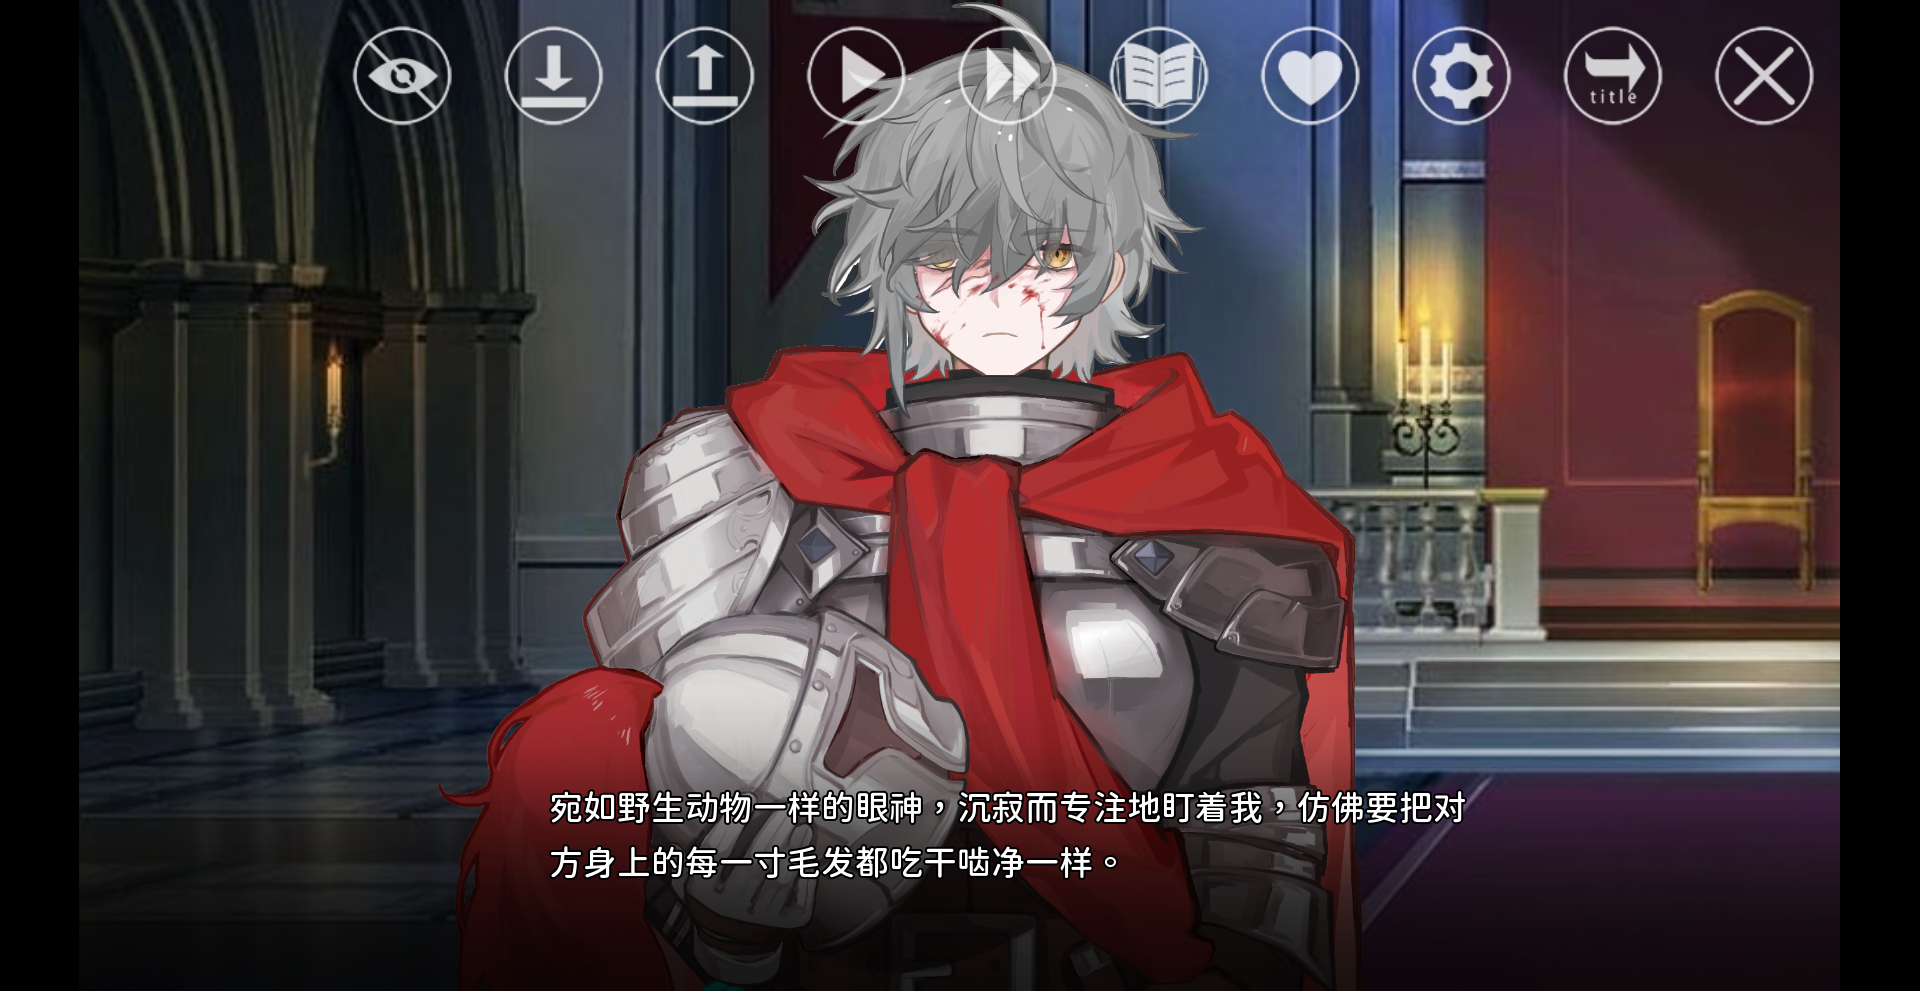 title
宛如野生动物一样的眼神，沉寂而专注地盯着我，仿佛要把对
方身上的每一寸毛发都吃干啮净一样。